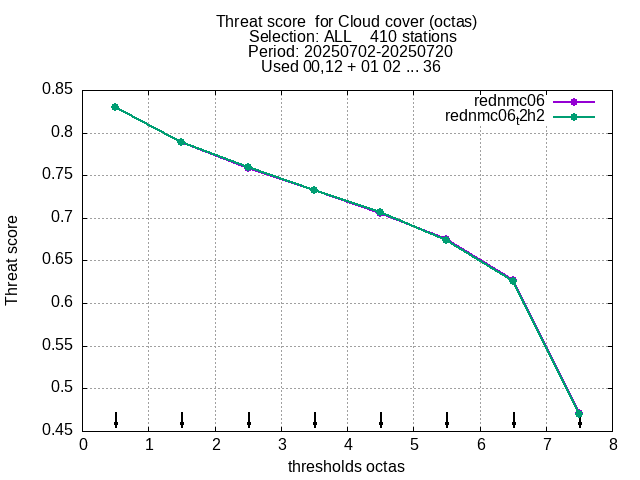 Threat score  for Cloud cover (octas)
Selection: ALL    410 stations
Period: 20250702-20250720
Used 00,12 + 01 02 ... 36
rednmc06
rednmc06t2h2
0.85
0.8
0.75
0.7
0.65
0.6
0.55
0.5
0.45
Threat score
0 1 2 3 4 5 6 7 8
thresholds octas